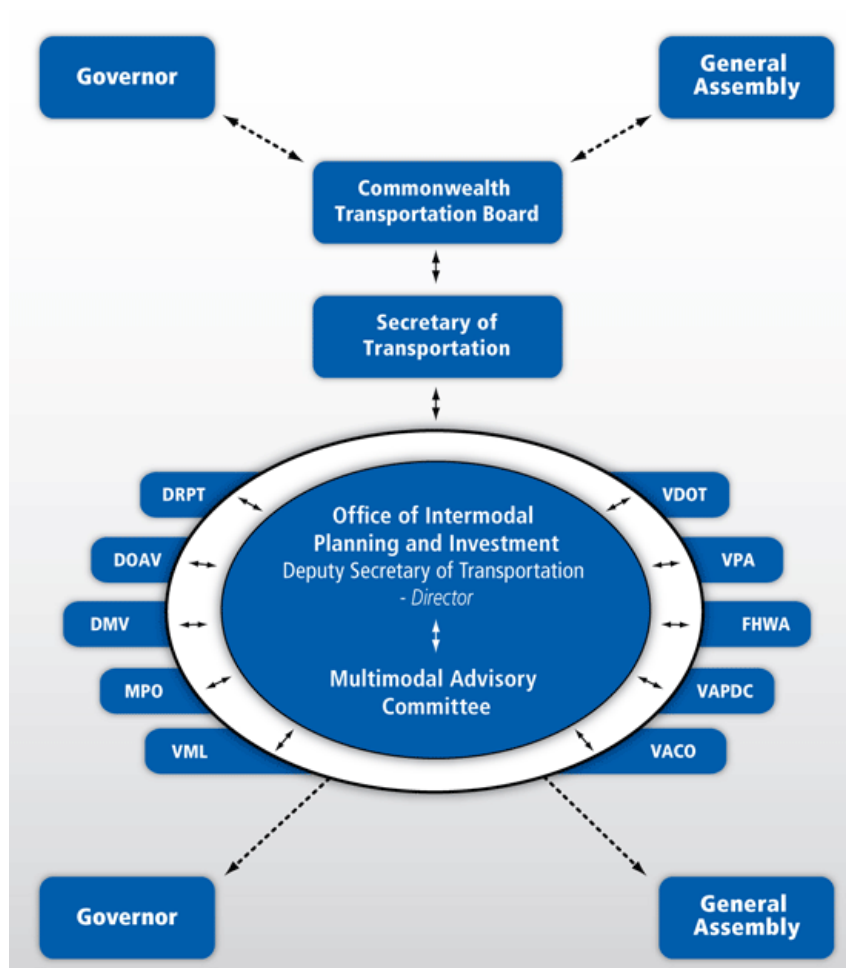 Governor
General
Assembly
Commonwealth
Transportation Board
Secretary of
Transportation
DRPT
VDOT
Office of Intermodal
Planning and Investment
Deputy Secretary of Transportation
- Director
DOAV
VPA
DMV
FHWA
Multimodal Advisory
Committee
MPO
VAPDC
VML
VACO
Governor
General
Assembly